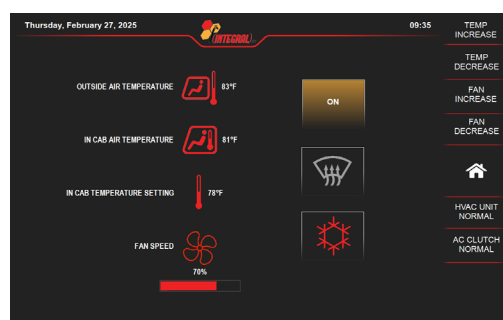 Thursday, February 27, 2025
INTEGRAL
09:35
TEMP
INCREASE
TEMP
DECREASE
FAN
INCREASE
FAN
DECREASE
HVAC UNIT
NORMAL
AC CLUTCH
NORMAL
OUTSIDE AIR TEMPERATURE
83°F
ON
IN CAB AIR TEMPERATURE
81°F
IN CAB TEMPERATURE SETTING
78°F
FAN SPEED
70%